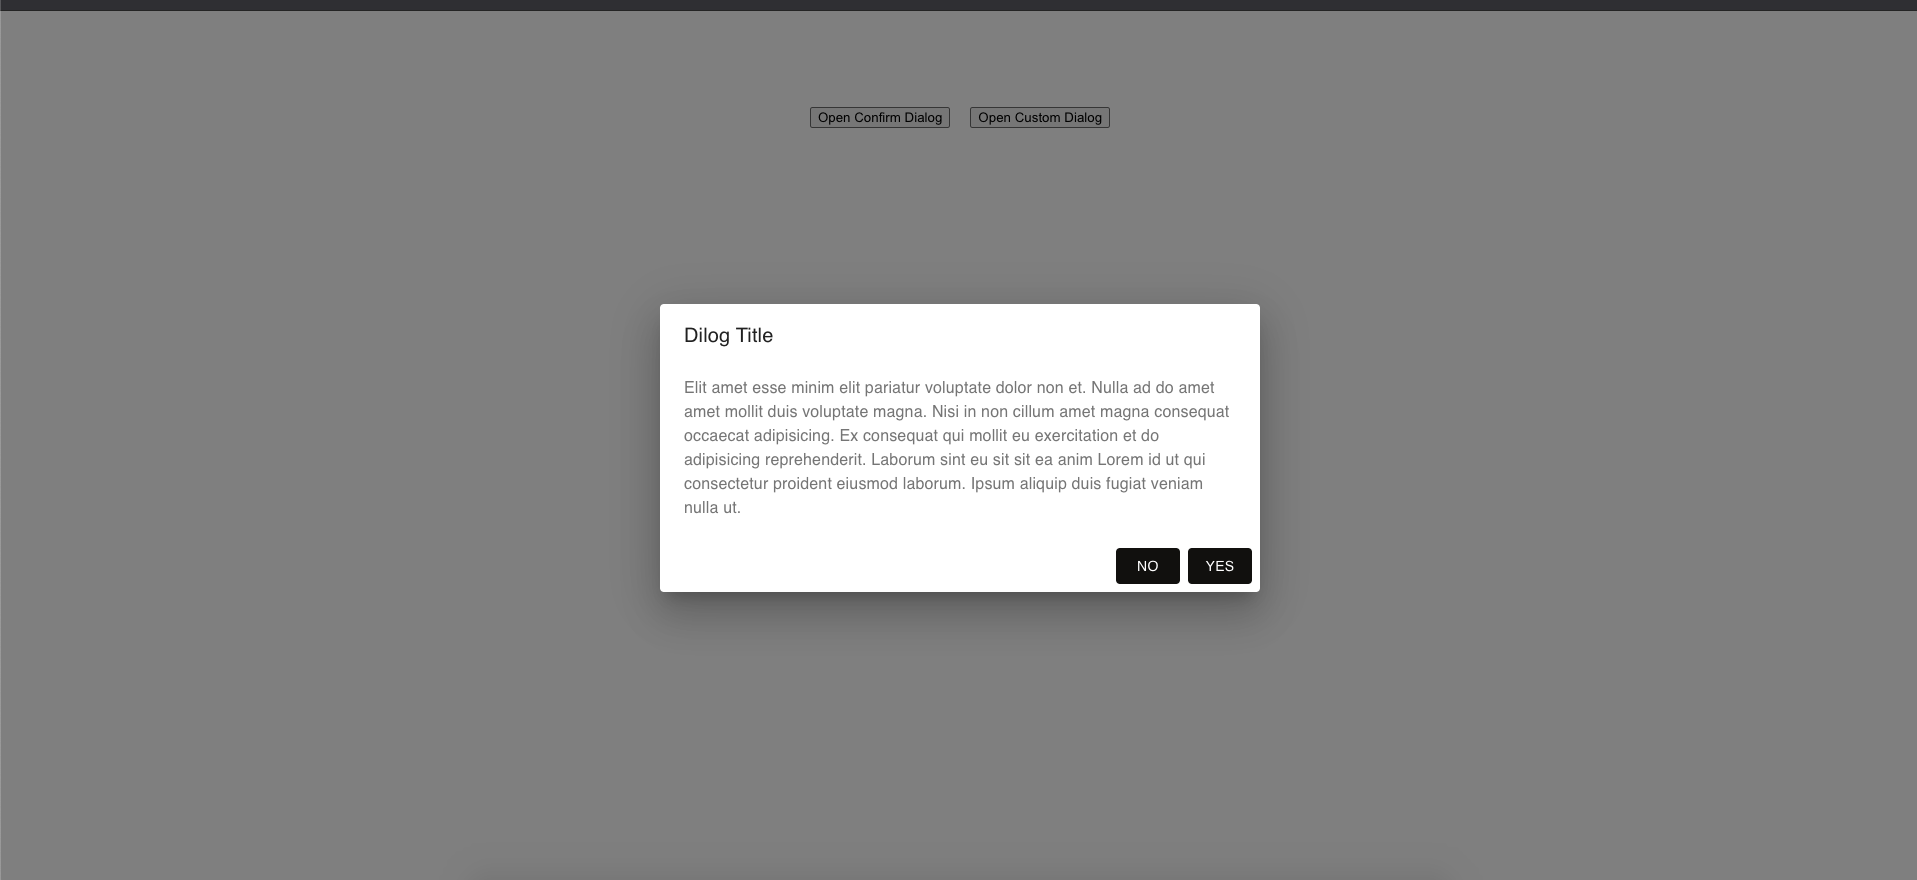 Open Confirm Dialog Open Custom Dialog
Dilog Title
Elit amet esse minim elit pariatur voluptate dolor non et. Nulla ad do amet
amet mollit duis voluptate magna. Nisi in non cillum amet magna consequat
occaecat adipisicing. Ex consequat qui mollit eu exercitation et do
adipisicing reprehenderit. Laborum sint eu sit sit ea anim Lorem id ut qui
consectetur proident eiusmod laborum. Ipsum aliquip duis fugiat veniam
nulla ut.
NO YES